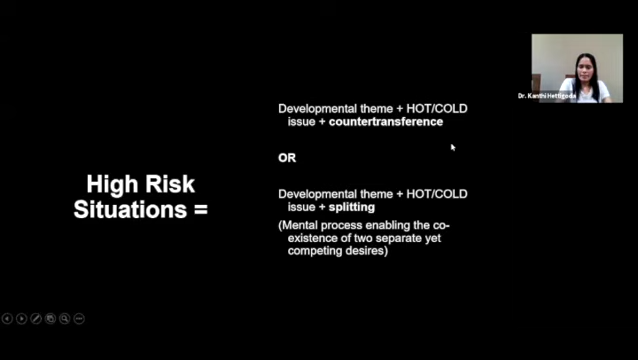 Dr. Kanthi Hettigoda
Developmental theme + HOT/COLD
issue + countertransference
OR
High Risk
Situations =
Developmental theme + HOT/COLD
issue + splitting
(Mental process enabling the co-
existence of two separate yet
competing desires)